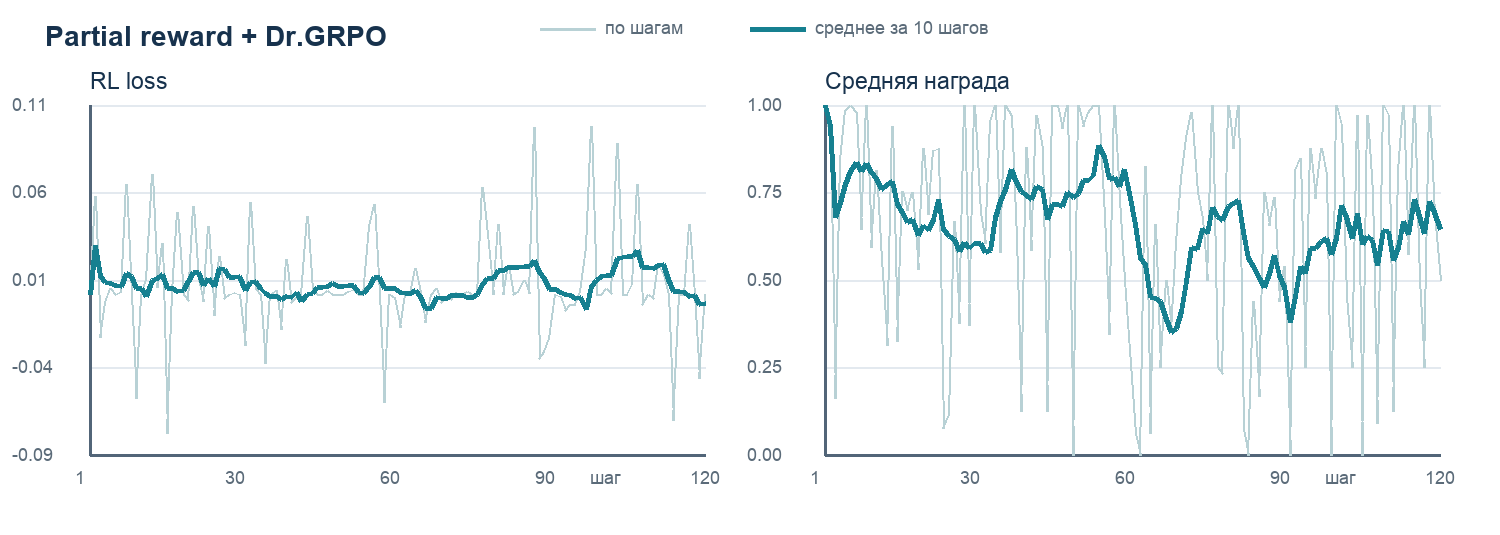 Partial reward + Dr.GRPO
по шагам
среднее за 10 шагов
RL loss
0.11
0.06
0.01
-0.04
-0.09
1 30 60 90 шаг 120
Средняя награда
1.00
0.75
0.50
0.25
0.00
1 30 60 90 шаг 120